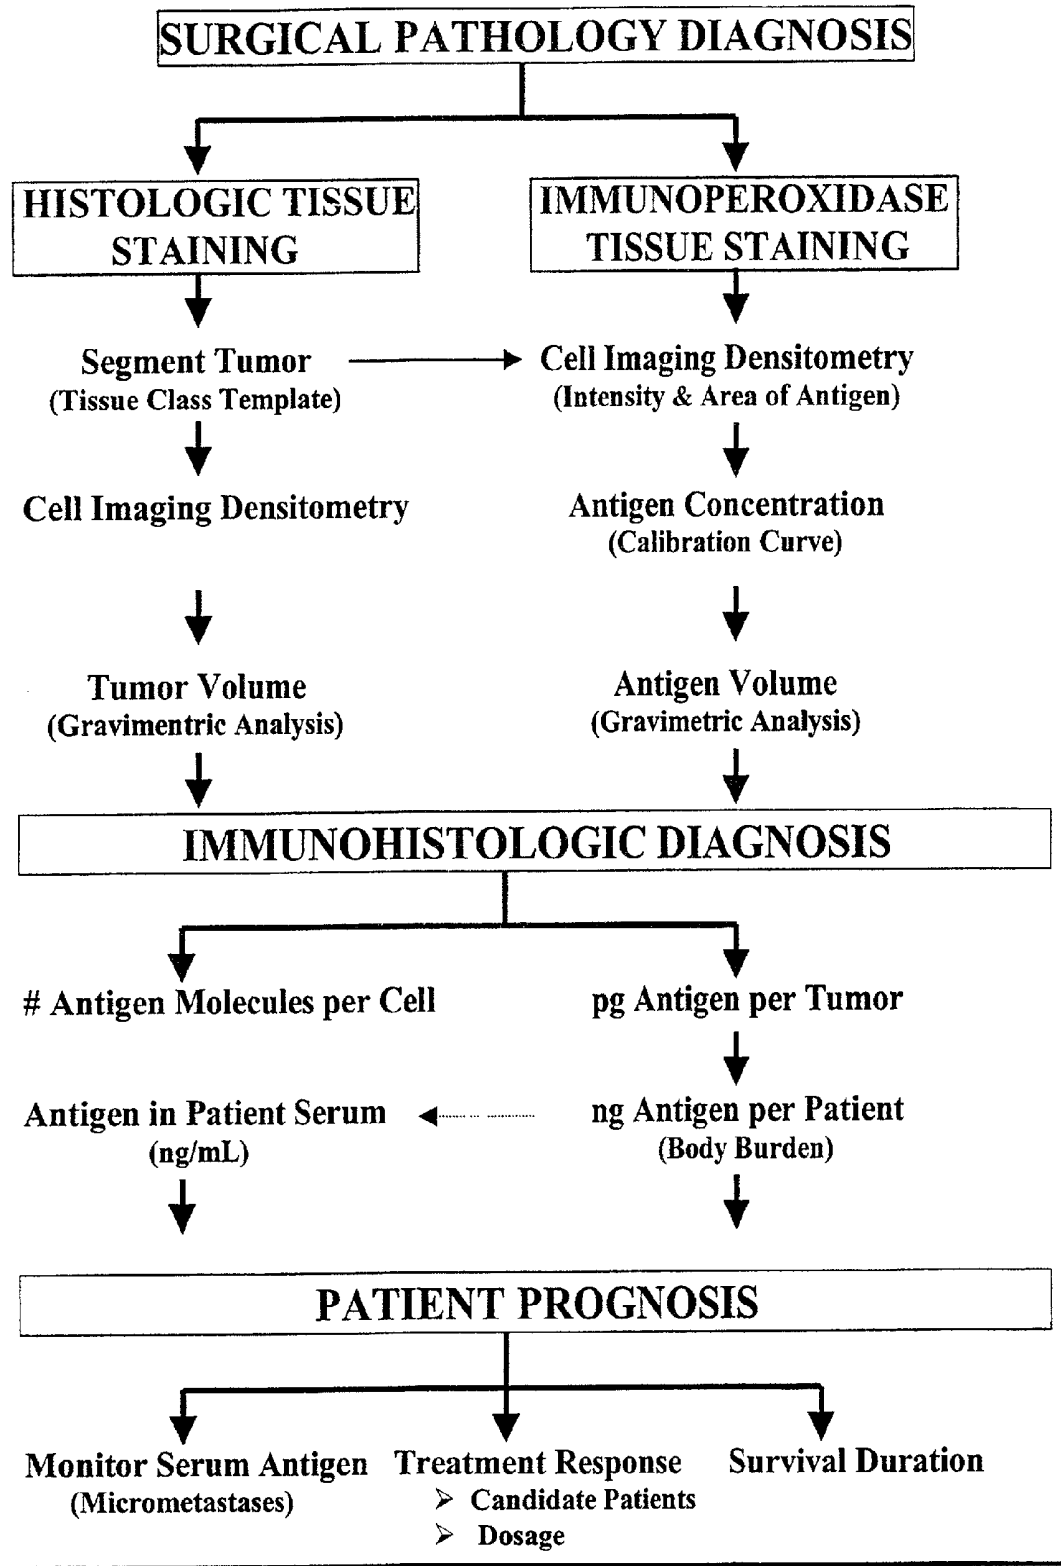 SURGICAL PATHOLOGY DIAGNOSIS
HISTOLOGIC TISSUE
STAINING
IMMUNOPEROXIDASE
TISSUE STAINING
Segment Tumor
(Tissue Class Template)
Cell Imaging Densitometry
(Intensity & Area of Antigen)
Cell Imaging Densitometry
Antigen Concentration
(Calibration Curve)
Tumor Volume
(Gravimentric Analysis)
Antigen Volume
(Gravimetric Analysis)
IMMUNOHISTOLOGIC DIAGNOSIS
# Antigen Molecules per Cell
pg Antigen per Tumor
Antigen in Patient Serum
(ng/mL)
ng Antigen per Patient
(Body Burden)
PATIENT PROGNOSIS
Monitor Serum Antigen
(Micrometastases)
Treatment Response
➢ Candidate Patients
➢ Dosage
Survival Duration